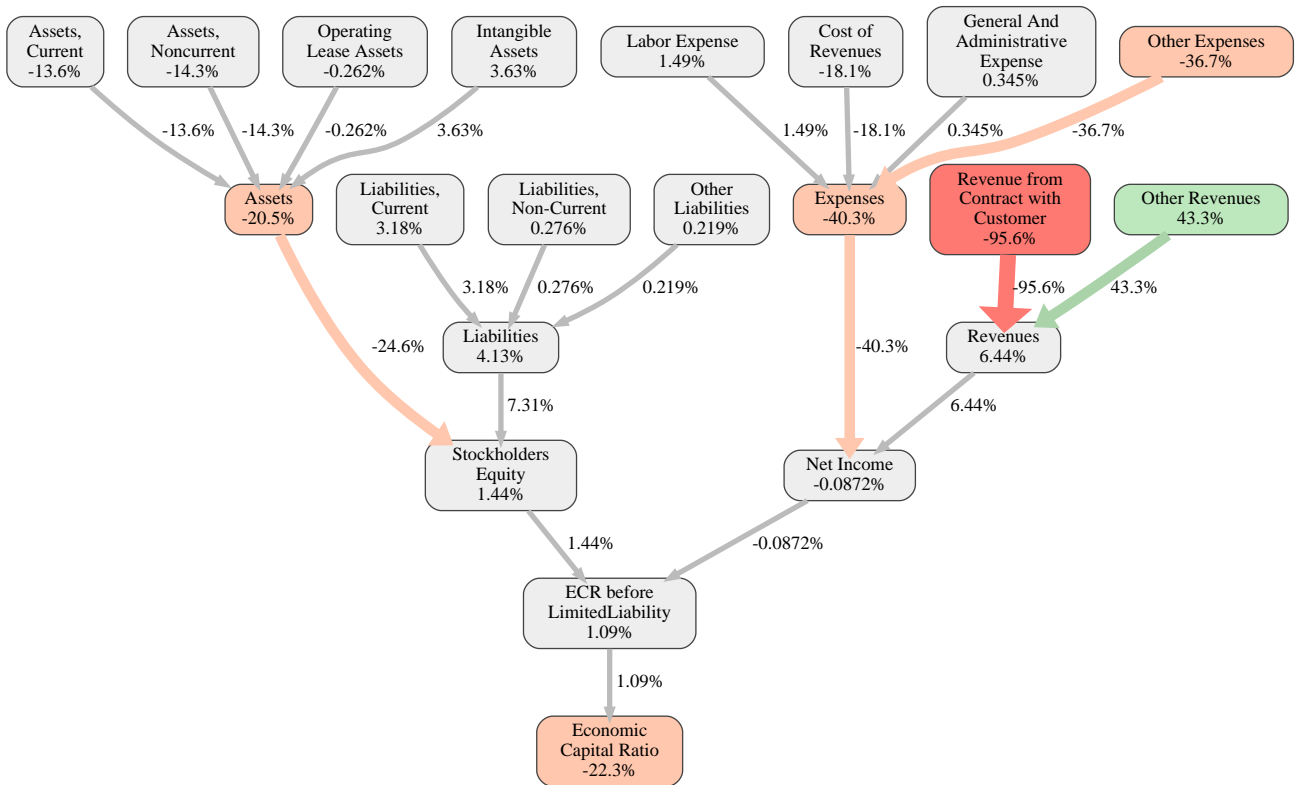 Assets,
Current
-13.6%
Assets,
Noncurrent
-14.3%
Operating
Lease Assets
-0.262%
Intangible
Assets
3.63%
Labor Expense
1.49%
Cost of
Revenues
-18.1%
General And
Administrative
Expense
0.345%
Other Expenses
-36.7%
-13.6%
-14.3%
-0.262%
3.63%
1.49%
-18.1%
0.345%
-36.7%
Assets
-20.5%
Liabilities,
Current
3.18%
Liabilities,
Non-Current
0.276%
Other
Liabilities
0.219%
Expenses
-40.3%
Revenue from
Contract with
Customer
-95.6%
Other Revenues
43.3%
3.18%
0.276%
0.219%
-95.6%
43.3%
-24.6%
Liabilities
4.13%
-40.3%
Revenues
6.44%
7.31%
6.44%
Stockholders
Equity
1.44%
Net Income
-0.0872%
1.44%
-0.0872%
ECR before
LimitedLiability
1.09%
1.09%
Economic
Capital Ratio
-22.3%